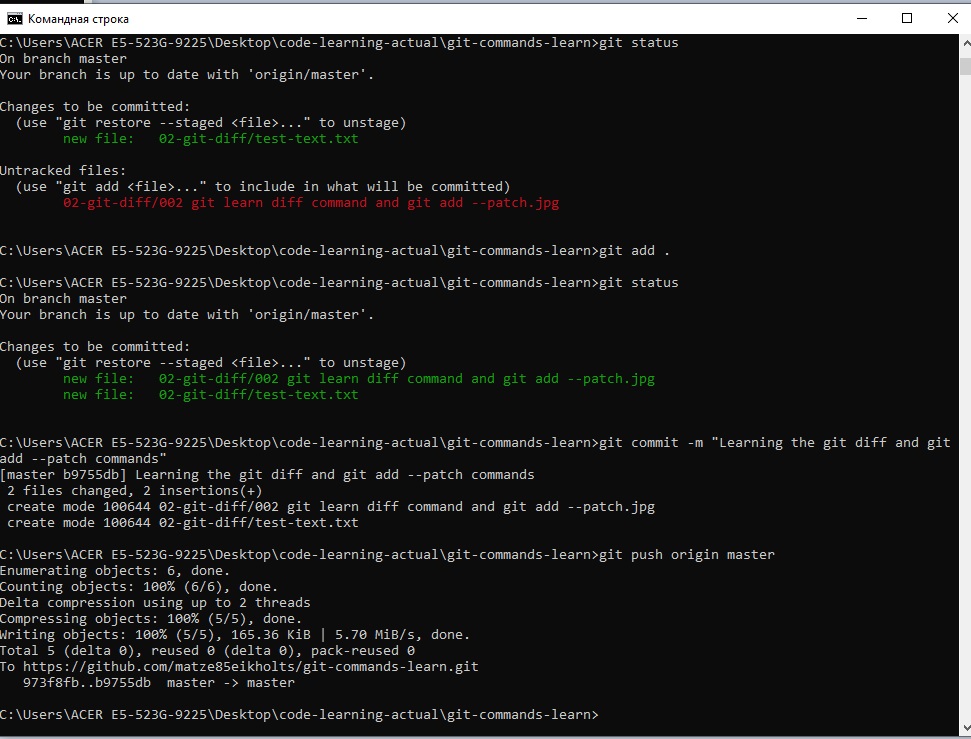 Командная строка
C:\Users\ACER E5-523G-9225\Desktop\code-learning-actual\git-commands-learn>git status
On branch master
Your branch is up to date with 'origin/master'.
Changes to be committed:
  (use "git restore --staged <file>..." to unstage)
        new file:   02-git-diff/test-text.txt
Untracked files:
  (use "git add <file>..." to include in what will be committed)
        02-git-diff/002 git learn diff command and git add --patch.jpg
C:\Users\ACER E5-523G-9225\Desktop\code-learning-actual\git-commands-learn>git add .
C:\Users\ACER E5-523G-9225\Desktop\code-learning-actual\git-commands-learn>git status
On branch master
Your branch is up to date with 'origin/master'.
Changes to be committed:
  (use "git restore --staged <file>..." to unstage)
        new file:   02-git-diff/002 git learn diff command and git add --patch.jpg
        new file:   02-git-diff/test-text.txt
C:\Users\ACER E5-523G-9225\Desktop\code-learning-actual\git-commands-learn>git commit -m "Learning the git diff and git
add --patch commands"
[master b9755db] Learning the git diff and git add --patch commands
 2 files changed, 2 insertions(+)
 create mode 100644 02-git-diff/002 git learn diff command and git add --patch.jpg
 create mode 100644 02-git-diff/test-text.txt
C:\Users\ACER E5-523G-9225\Desktop\code-learning-actual\git-commands-learn>git push origin master
Enumerating objects: 6, done.
Counting objects: 100% (6/6), done.
Delta compression using up to 2 threads
Compressing objects: 100% (5/5), done.
Writing objects: 100% (5/5), 165.36 KiB | 5.70 MiB/s, done.
Total 5 (delta 0), reused 0 (delta 0), pack-reused 0
To https://github.com/matze85eikholts/git-commands-learn.git
   973f8fb..b9755db  master -> master
C:\Users\ACER E5-523G-9225\Desktop\code-learning-actual\git-commands-learn>